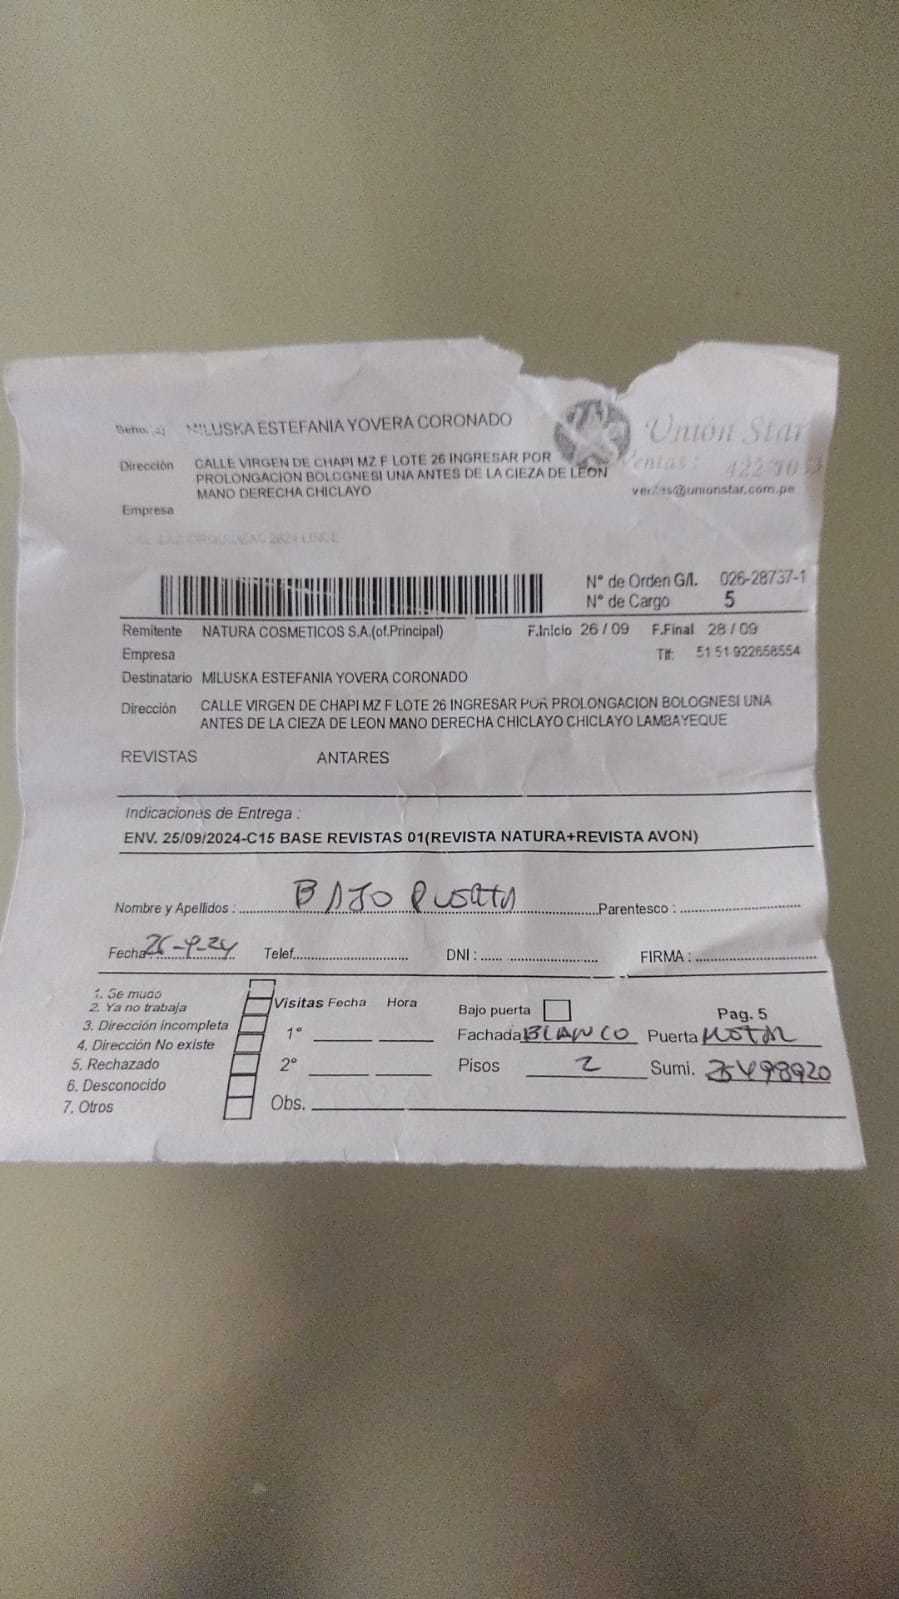 MILUSKA ESTEFANIA YOVERA CORONADO
Unión Star
Dirección CALLE VIRGEN DE CHAPI MZ F LOTE 26 INGRESAR POR
PROLONGACION BOLOGNESI UNA ANTES DE LA CIEZA DE LEON
MANO DERECHA CHICLAYO
Ventas:
ventas@unionstar.com.pe
Empresa
N° de Orden G/I. 026-28737-1
N° de Cargo 5
Remitente NATURA COSMETICOS S.A.(of.Principal) F.Inicio 26 / 09 F.Final 28 / 09
Empresa Tlf: 51 51-922658554
Destinatario MILUSKA ESTEFANIA YOVERA CORONADO
Dirección CALLE VIRGEN DE CHAPI MZ F LOTE 26 INGRESAR POR PROLONGACION BOLOGNESI UNA
ANTES DE LA CIEZA DE LEON MANO DERECHA CHICLAYO CHICLAYO LAMBAYEQUE
REVISTAS ANTARES
Indicaciones de Entrega :
ENV. 25/09/2024-C15 BASE REVISTAS 01(REVISTA NATURA+REVISTA AVON)
Nombre y Apellidos : BAJO PUERTA Parentesco :
Fecha 26-9-24 Telef. DNI : FIRMA :
1. Se mudo
2. Ya no trabaja
3. Dirección incompleta
4. Dirección No existe
5. Rechazado
6. Desconocido
7. Otros
Visitas Fecha Hora
1°
2°
Obs.
Bajo puerta Pag. 5
Fachada BLANCO Puerta METAL
Pisos 2 Sumi. 25498920